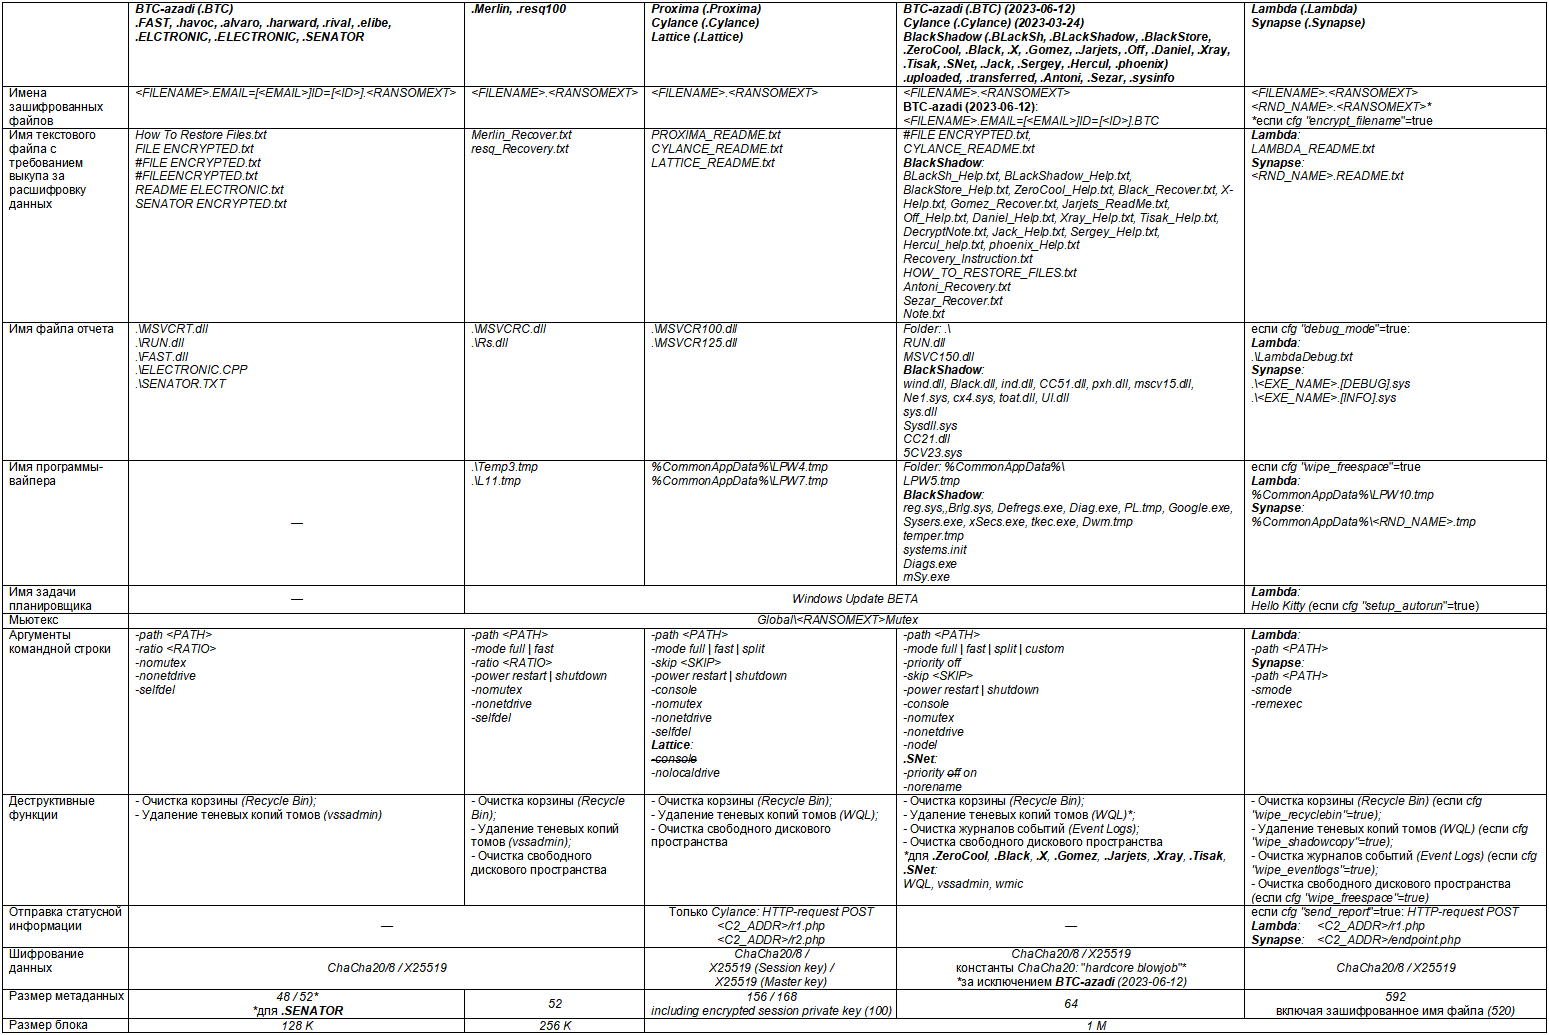 BTC-azadi (.BTC)
.FAST, .havoc, .alvaro, .harward, .rival, .elibe,
.ELCTRONIC, .ELECTRONIC, .SENATOR
.Merlin, .resq100
Proxima (.Proxima)
Cylance (.Cylance)
Lattice (.Lattice)
BTC-azadi (.BTC) (2023-06-12)
Cylance (.Cylance) (2023-03-24)
BlackShadow (.BLackSh, .BLackShadow, .BlackStore,
.ZeroCool, .Black, .X, .Gomez, .Jarjets, .Off, .Daniel, .Xray,
.Tisak, .SNet, .Jack, .Sergey, .Hercul, .phoenix)
.uploaded, .transferred, .Antoni, .Sezar, .sysinfo
Lambda (.Lambda)
Synapse (.Synapse)
Имена
зашифрованных
файлов
<FILENAME>.EMAIL=[<EMAIL>]ID=[<ID>].<RANSOMEXT>
<FILENAME>.<RANSOMEXT>
<FILENAME>.<RANSOMEXT>
<FILENAME>.<RANSOMEXT>
BTC-azadi (2023-06-12):
<FILENAME>.EMAIL=[<EMAIL>]ID=[<ID>].BTC
<FILENAME>.<RANSOMEXT>
<RND_NAME>.<RANSOMEXT>*
*если cfg "encrypt_filename"=true
Имя текстового
файла с
требованием
выкупа за
расшифровку
данных
How To Restore Files.txt
FILE ENCRYPTED.txt
#FILE ENCRYPTED.txt
#FILEENCRYPTED.txt
README ELECTRONIC.txt
SENATOR ENCRYPTED.txt
Merlin_Recover.txt
resq_Recovery.txt
PROXIMA_README.txt
CYLANCE_README.txt
LATTICE_README.txt
#FILE ENCRYPTED.txt,
CYLANCE_README.txt
BlackShadow:
BLackSh_Help.txt, BLackShadow_Help.txt,
BlackStore_Help.txt, ZeroCool_Help.txt, Black_Recover.txt, X-
Help.txt, Gomez_Recover.txt, Jarjets_ReadMe.txt,
Off_Help.txt, Daniel_Help.txt, Xray_Help.txt, Tisak_Help.txt,
DecryptNote.txt, Jack_Help.txt, Sergey_Help.txt,
Hercul_help.txt, phoenix_Help.txt
Recovery_Instruction.txt
HOW_TO_RESTORE_FILES.txt
Antoni_Recovery.txt
Sezar_Recover.txt
Note.txt
Lambda:
LAMBDA_README.txt
Synapse:
<RND_NAME>.README.txt
Имя файла отчета
.\MSVCRT.dll
.\RUN.dll
.\FAST.dll
.\ELECTRONIC.CPP
.\SENATOR.TXT
.\MSVCRC.dll
.\Rs.dll
.\MSVCR100.dll
.\MSVCR125.dll
Folder: .\
RUN.dll
MSVC150.dll
BlackShadow:
wind.dll, Black.dll, ind.dll, CC51.dll, pxh.dll, mscv15.dll,
Ne1.sys, cx4.sys, toat.dll, UI.dll
sys.dll
Sysdll.sys
CC21.dll
5CV23.sys
если cfg "debug_mode"=true:
Lambda:
.\LambdaDebug.txt
Synapse:
.\<EXE_NAME>.[DEBUG].sys
.\<EXE_NAME>.[INFO].sys
Имя программы-
вайпера
—
.\Temp3.tmp
.\L11.tmp
%CommonAppData%\LPW4.tmp
%CommonAppData%\LPW7.tmp
Folder: %CommonAppData%\
LPW5.tmp
BlackShadow:
reg.sys,,Brlg.sys, Defregs.exe, Diag.exe, PL.tmp, Google.exe,
Sysers.exe, xSecs.exe, tkec.exe, Dwm.tmp
temper.tmp
systems.init
Diags.exe
mSy.exe
если cfg "wipe_freespace"=true
Lambda:
%CommonAppData%\LPW10.tmp
Synapse:
%CommonAppData%\<RND_NAME>.tmp
Имя задачи
планировщика
—
Windows Update BETA
Lambda:
Hello Kitty (если cfg "setup_autorun"=true)
Мьютекс
Global\<RANSOMEXT>Mutex
Аргументы
командной строки
-path <PATH>
-ratio <RATIO>
-nomutex
-nonetdrive
-selfdel
-path <PATH>
-mode full | fast
-ratio <RATIO>
-power restart | shutdown
-nomutex
-nonetdrive
-selfdel
-path <PATH>
-mode full | fast | split
-skip <SKIP>
-power restart | shutdown
-console
-nomutex
-nonetdrive
-selfdel
Lattice:
-console
-nolocaldrive
-path <PATH>
-mode full | fast | split | custom
-priority off
-skip <SKIP>
-power restart | shutdown
-console
-nomutex
-nonetdrive
-nodel
.SNet:
-priority off on
-norename
Lambda:
-path <PATH>
Synapse:
-path <PATH>
-smode
-remexec
Деструктивные
функции
- Очистка корзины (Recycle Bin);
- Удаление теневых копий томов (vssadmin)
- Очистка корзины (Recycle
Bin);
- Удаление теневых копий
томов (vssadmin);
- Очистка свободного
дискового пространства
- Очистка корзины (Recycle Bin);
- Удаление теневых копий томов (WQL);
- Очистка свободного дискового
пространства
- Очистка корзины (Recycle Bin);
- Удаление теневых копий томов (WQL)*;
- Очистка журналов событий (Event Logs);
- Очистка свободного дискового пространства
*для .ZeroCool, .Black, .X, .Gomez, .Jarjets, .Xray, .Tisak,
.SNet:
WQL, vssadmin, wmic
- Очистка корзины (Recycle Bin) (если cfg
"wipe_recyclebin"=true);
- Удаление теневых копий томов (WQL) (если cfg
"wipe_shadowcopy"=true);
- Очистка журналов событий (Event Logs) (если cfg
"wipe_eventlogs"=true);
- Очистка свободного дискового пространства
(если cfg "wipe_freespace"=true)
Отправка статусной
информации
—
Только Cylance: HTTP-request POST
<C2_ADDR>/r1.php
<C2_ADDR>/r2.php
—
если cfg "send_report"=true: HTTP-request POST
Lambda: <C2_ADDR>/r1.php
Synapse: <C2_ADDR>/endpoint.php
Шифрование
данных
ChaCha20/8 / X25519
ChaCha20/8 /
X25519 (Session key) /
X25519 (Master key)
ChaCha20/8 / X25519
константы ChaCha20: "hardcore blowjob"*
*за исключением BTC-azadi (2023-06-12)
ChaCha20/8 / X25519
Размер метаданных
48 / 52*
*для .SENATOR
52
156 / 168
including encrypted session private key (100)
64
592
включая зашифрованное имя файла (520)
Размер блока
128 K
256 K
1 M